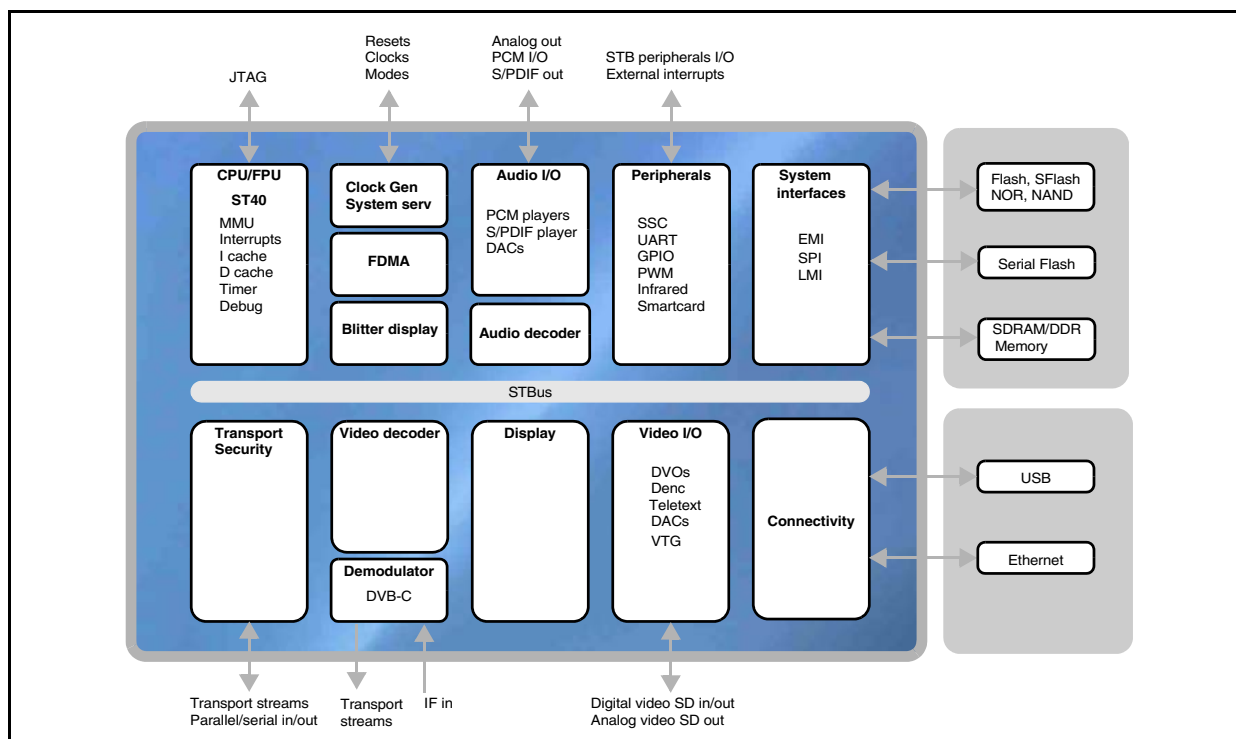 JTAG
Resets
Clocks
Modes
Analog out
PCM I/O
S/PDIF out
STB peripherals I/O
External interrupts
CPU/FPU
ST40
MMU
Interrupts
I cache
D cache
Timer
Debug
Clock Gen
System serv
FDMA
Blitter display
Audio I/O
PCM players
S/PDIF player
DACs
Audio decoder
Peripherals
SSC
UART
GPIO
PWM
Infrared
Smartcard
System
interfaces
EMI
SPI
LMI
Flash, SFlash
NOR, NAND
Serial Flash
SDRAM/DDR
Memory
STBus
Transport
Security
Video decoder
Demodulator
DVB-C
Display
Video I/O
DVOs
Denc
Teletext
DACs
VTG
Connectivity
USB
Ethernet
Transport streams
Parallel/serial in/out
Transport
streams
IF in
Digital video SD in/out
Analog video SD out